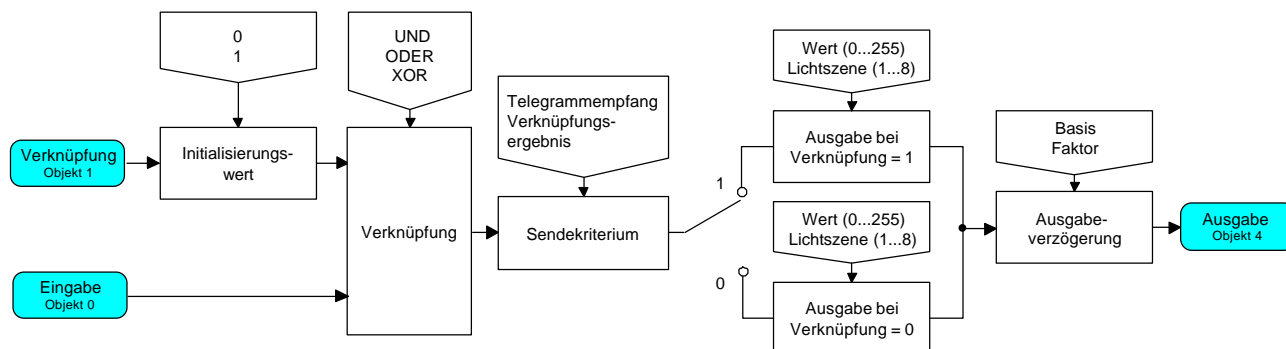 0
1
UND
ODER
XOR
Wert (0...255)
Lichtszene (1...8)
Telegrammempfang
Verknüpfungs-
ergebnis
Basis
Faktor
Verknüpfung
Objekt 1
Initialisierungs-
wert
Ausgabe bei
Verknüpfung = 1
1
Verknüpfung
Sendekriterium
Wert (0...255)
Lichtszene (1...8)
Ausgabe-
verzögerung
Ausgabe
Objekt 4
Eingabe
Objekt 0
0
Ausgabe bei
Verknüpfung = 0